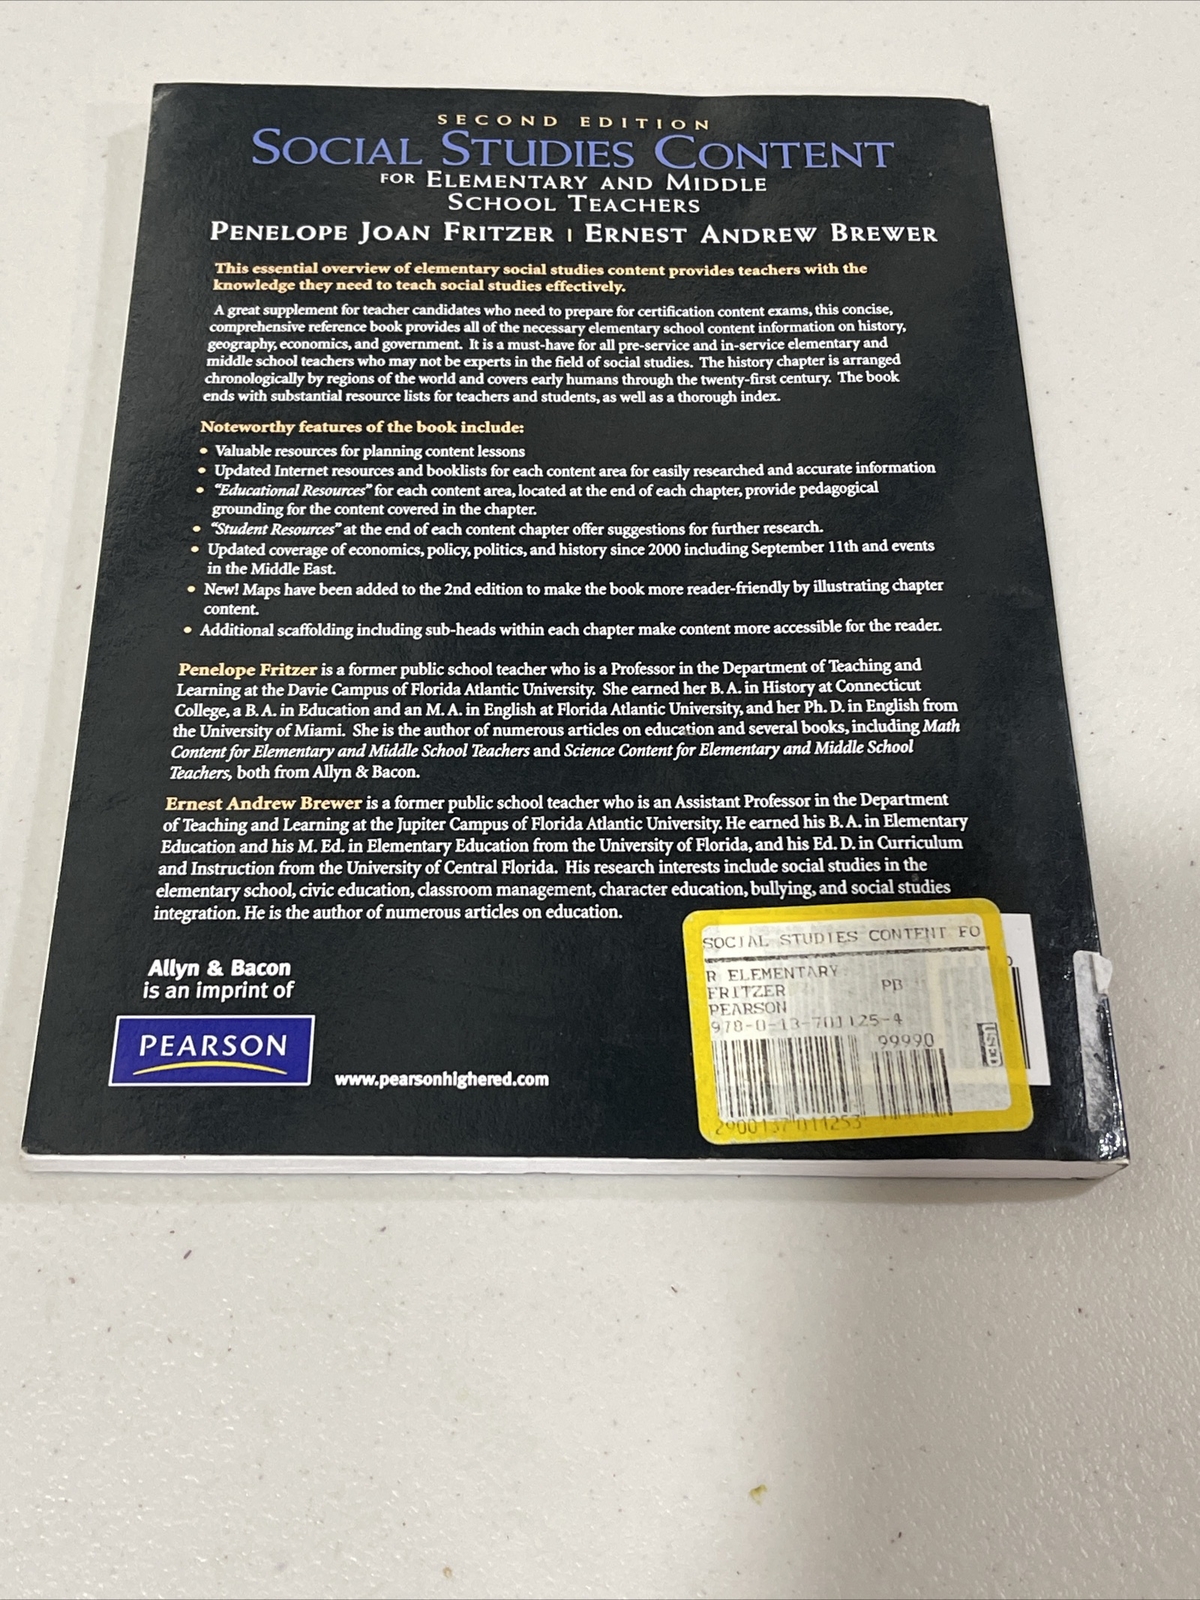 SECOND EDITION
SOCIAL STUDIES CONTENT
FOR ELEMENTARY AND MIDDLE
SCHOOL TEACHERS
PENELOPE JOAN FRITZER | ERNEST ANDREW BREWER
This essential overview of elementary social studies content provides teachers with the
knowledge they need to teach social studies effectively.
A great supplement for teacher candidates who need to prepare for certification content exams, this concise,
comprehensive reference book provides all of the necessary elementary school content information on history,
geography, economics, and government. It is a must-have for all pre-service and in-service elementary and
middle school teachers who may not be experts in the field of social studies. The history chapter is arranged
chronologically by regions of the world and covers early humans through the twenty-first century. The book
ends with substantial resource lists for teachers and students, as well as a thorough index.
Noteworthy features of the book include:
• Valuable resources for planning content lessons
• Updated Internet resources and booklists for each content area for easily researched and accurate information
• "Educational Resources" for each content area, located at the end of each chapter, provide pedagogical
grounding for the content covered in the chapter.
• "Student Resources" at the end of each content chapter offer suggestions for further research.
• Updated coverage of economics, policy, politics, and history since 2000 including September 11th and events
in the Middle East.
• New! Maps have been added to the 2nd edition to make the book more reader-friendly by illustrating chapter
content.
• Additional scaffolding including sub-heads within each chapter make content more accessible for the reader.
Penelope Fritzer is a former public school teacher who is a Professor in the Department of Teaching and
Learning at the Davie Campus of Florida Atlantic University. She earned her B. A. in History at Connecticut
College, a B. A. in Education and an M. A. in English at Florida Atlantic University, and her Ph. D. in English from
the University of Miami. She is the author of numerous articles on education and several books, including Math
Content for Elementary and Middle School Teachers and Science Content for Elementary and Middle School
Teachers, both from Allyn & Bacon.
Ernest Andrew Brewer is a former public school teacher who is an Assistant Professor in the Department
of Teaching and Learning at the Jupiter Campus of Florida Atlantic University. He earned his B. A. in Elementary
Education and his M. Ed. in Elementary Education from the University of Florida, and his Ed. D. in Curriculum
and Instruction from the University of Central Florida. His research interests include social studies in the
elementary school, civic education, classroom management, character education, bullying, and social studies
integration. He is the author of numerous articles on education.
Allyn & Bacon
is an imprint of
PEARSON
www.pearsonhighered.com
SOCIAL STUDIES CONTENT FO
R ELEMENTARY
FRITZER PB
PEARSON
978-0-13-701125-4
99990
USED
2900137011253